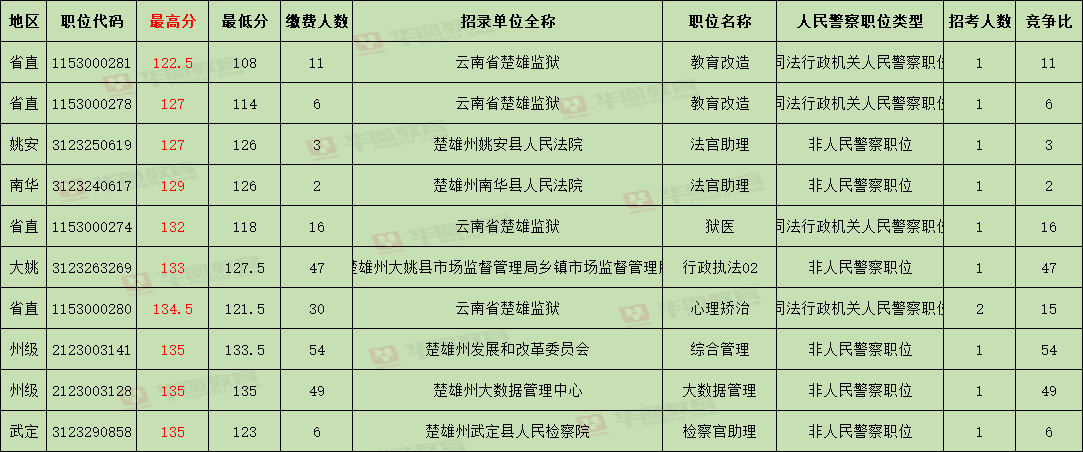 地区 职位代码 最高分 最低分 缴费人数 招录单位全称 职位名称 人民警察职位类型 招考人数 竞争比
省直 1153000281 122.5 108 11 云南省楚雄监狱 教育改造 司法行政机关人民警察职位 1 11
省直 1153000278 127 114 6 云南省楚雄监狱 教育改造 司法行政机关人民警察职位 1 6
姚安 3123250619 127 126 3 楚雄州姚安县人民法院 法官助理 非人民警察职位 1 3
南华 3123240617 129 126 2 楚雄州南华县人民法院 法官助理 非人民警察职位 1 2
省直 1153000274 132 118 16 云南省楚雄监狱 狱医 司法行政机关人民警察职位 1 16
大姚 3123263269 133 127.5 47 楚雄州大姚县市场监督管理局乡镇市场监督管理所 行政执法02 非人民警察职位 1 47
省直 1153000280 134.5 121.5 30 云南省楚雄监狱 心理矫治 司法行政机关人民警察职位 2 15
州级 2123003141 135 133.5 54 楚雄州发展和改革委员会 综合管理 非人民警察职位 1 54
州级 2123003128 135 135 49 楚雄州大数据管理中心 大数据管理 非人民警察职位 1 49
武定 3123290858 135 123 6 楚雄州武定县人民检察院 检察官助理 非人民警察职位 1 6